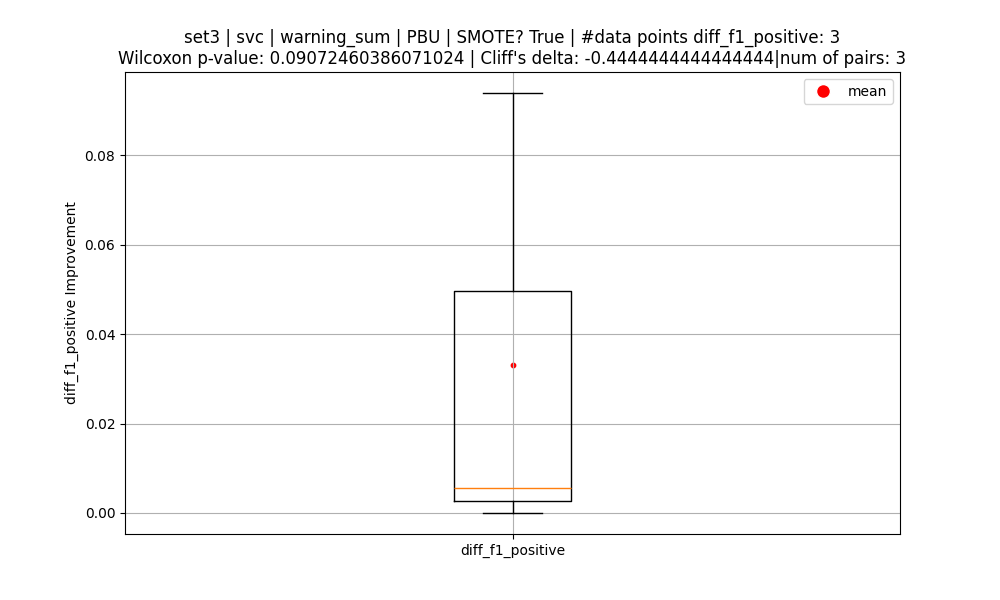 set3 | svc | warning_sum | PBU | SMOTE? True | #data points diff_f1_positive: 3
Wilcoxon p-value: 0.09072460386071024 | Cliff's delta: -0.4444444444444444|num of pairs: 3
mean
0.08
0.06
0.04
0.02
0.00
diff_f1_positive Improvement
diff_f1_positive